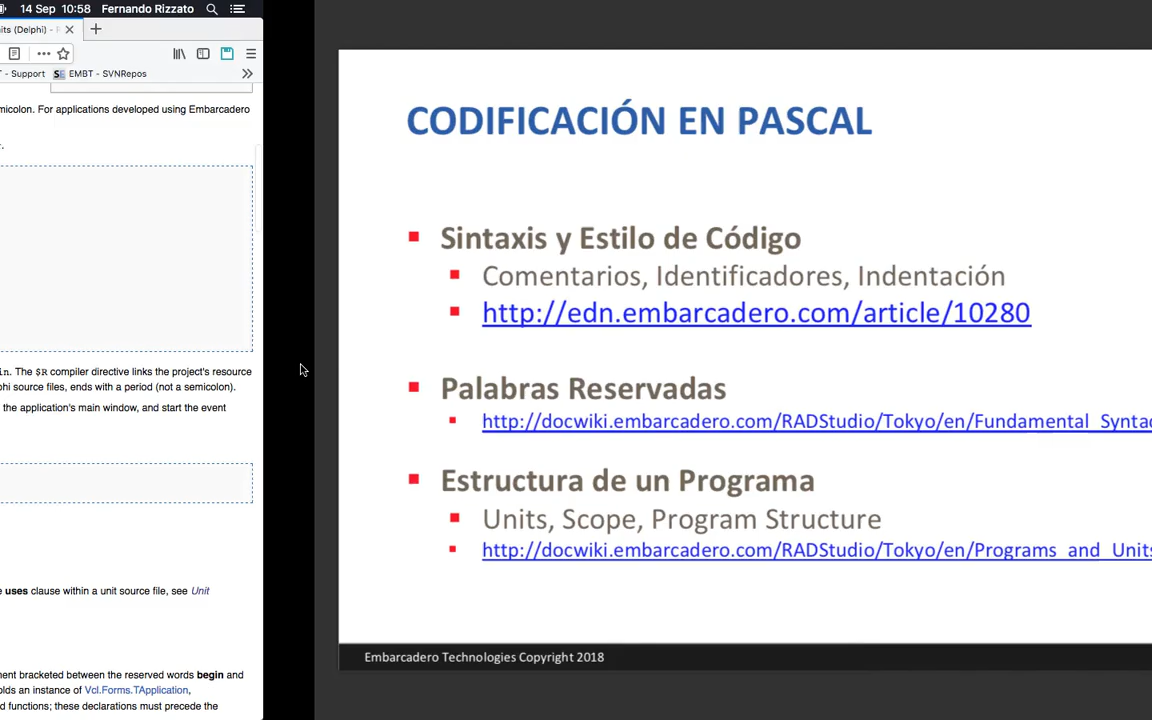 14 Sep 10:58 Fernando Rizzato
its (Delphi) -
- Support EMBT - SVNRepos
micolon. For applications developed using Embarcadero
in. The $R compiler directive links the project's resource
phi source files, ends with a period (not a semicolon).
the application's main window, and start the event
e uses clause within a unit source file, see Unit
ment bracketed between the reserved words begin and
olds an instance of Vcl.Forms.TApplication,
d functions; these declarations must precede the
CODIFICACIÓN EN PASCAL
Sintaxis y Estilo de Código
Comentarios, Identificadores, Indentación
http://edn.embarcadero.com/article/10280
Palabras Reservadas
http://docwiki.embarcadero.com/RADStudio/Tokyo/en/Fundamental_Syntac
Estructura de un Programa
Units, Scope, Program Structure
http://docwiki.embarcadero.com/RADStudio/Tokyo/en/Programs_and_Units
Embarcadero Technologies Copyright 2018